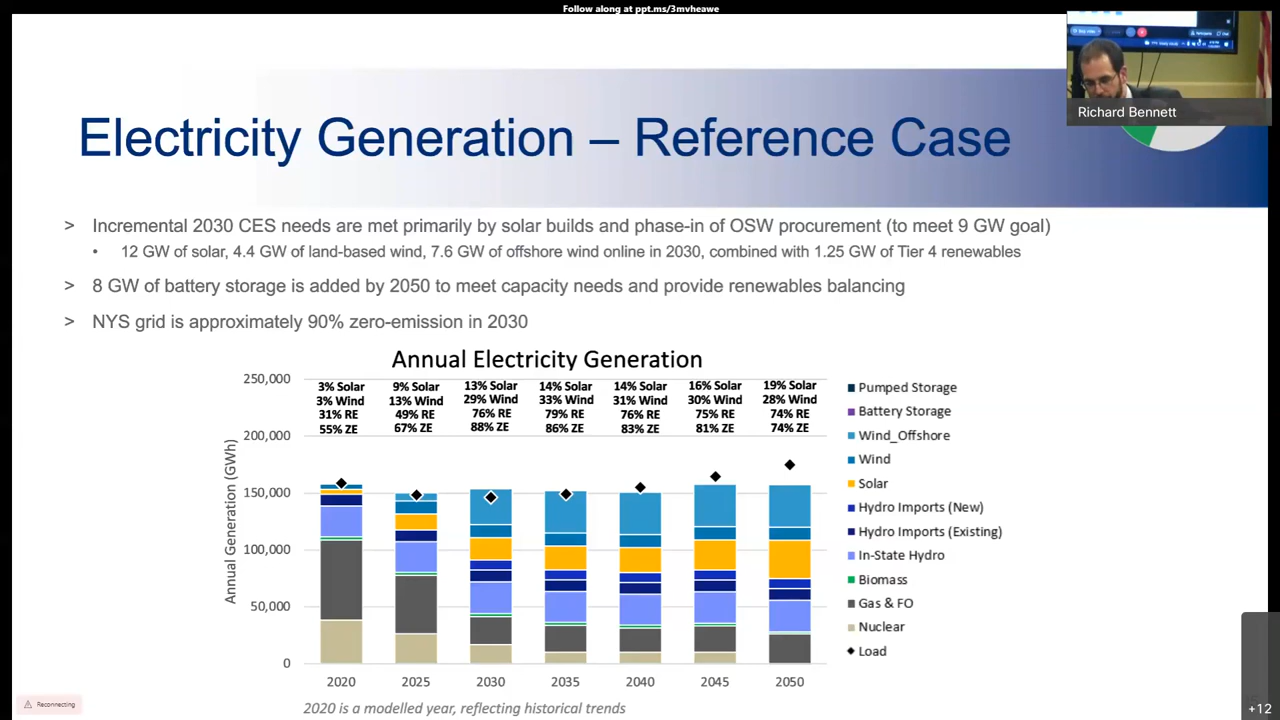 Follow along at ppt.ms/3mvheawe
Richard Bennett
Electricity Generation – Reference Case
> Incremental 2030 CES needs are met primarily by solar builds and phase-in of OSW procurement (to meet 9 GW goal)
• 12 GW of solar, 4.4 GW of land-based wind, 7.6 GW of offshore wind online in 2030, combined with 1.25 GW of Tier 4 renewables
> 8 GW of battery storage is added by 2050 to meet capacity needs and provide renewables balancing
> NYS grid is approximately 90% zero-emission in 2030
Annual Electricity Generation
Annual Generation (GWh)
250,000
200,000
150,000
100,000
50,000
0
3% Solar 9% Solar 13% Solar 14% Solar 14% Solar 16% Solar 19% Solar
3% Wind 13% Wind 29% Wind 33% Wind 31% Wind 30% Wind 28% Wind
31% RE 49% RE 76% RE 79% RE 76% RE 75% RE 74% RE
55% ZE 67% ZE 88% ZE 86% ZE 83% ZE 81% ZE 74% ZE
2020 2025 2030 2035 2040 2045 2050
Pumped Storage
Battery Storage
Wind_Offshore
Wind
Solar
Hydro Imports (New)
Hydro Imports (Existing)
In-State Hydro
Biomass
Gas & FO
Nuclear
Load
2020 is a modelled year, reflecting historical trends
Reconnecting
+12